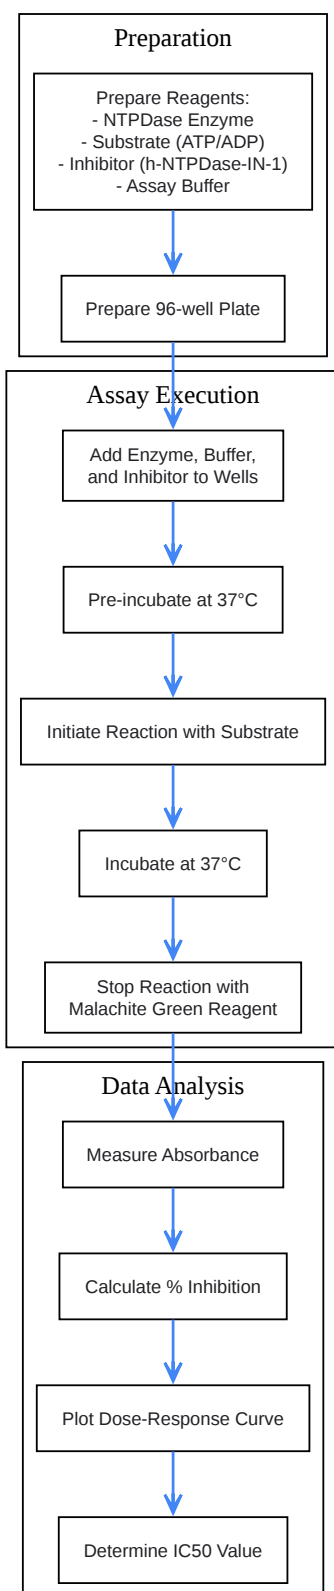 Preparation
Prepare Reagents:
- NTPDase Enzyme
- Substrate (ATP/ADP)
- Inhibitor (h-NTPDase-IN-1)
- Assay Buffer
Prepare 96-well Plate
Assay Execution
Add Enzyme, Buffer,
and Inhibitor to Wells
Pre-incubate at 37°C
Initiate Reaction with Substrate
Incubate at 37°C
Stop Reaction with
Malachite Green Reagent
Data Analysis
Measure Absorbance
Calculate % Inhibition
Plot Dose-Response Curve
Determine IC50 Value